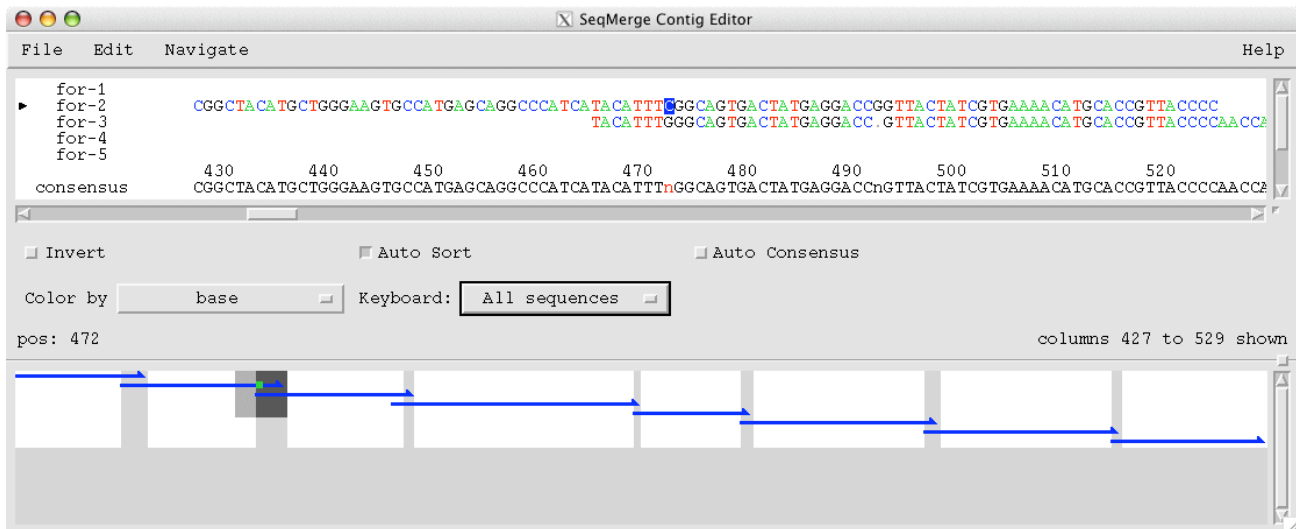 SeqMerge Contig Editor
File Edit Navigate Help
for-1
for-2 CGGCTACATGCTGGGAAGTGCCATGAGCAGGCCCATCATACATTTCGGCAGTGACTATGAGGACCGGTTACTATCGTGAAAACATGCACCGTTACCCC
for-3 TACATTTGGGCAGTGACTATGAGGACC.GTTACTATCGTGAAAACATGCACCGTTACCCCAACCA
for-4
for-5
430 440 450 460 470 480 490 500 510 520
consensus CGGCTACATGCTGGGAAGTGCCATGAGCAGGCCCATCATACATTTnGGCAGTGACTATGAGGACCnGTTACTATCGTGAAAACATGCACCGTTACCCCAACCA
Invert Auto Sort Auto Consensus
Color by base Keyboard: All sequences
pos: 472 columns 427 to 529 shown